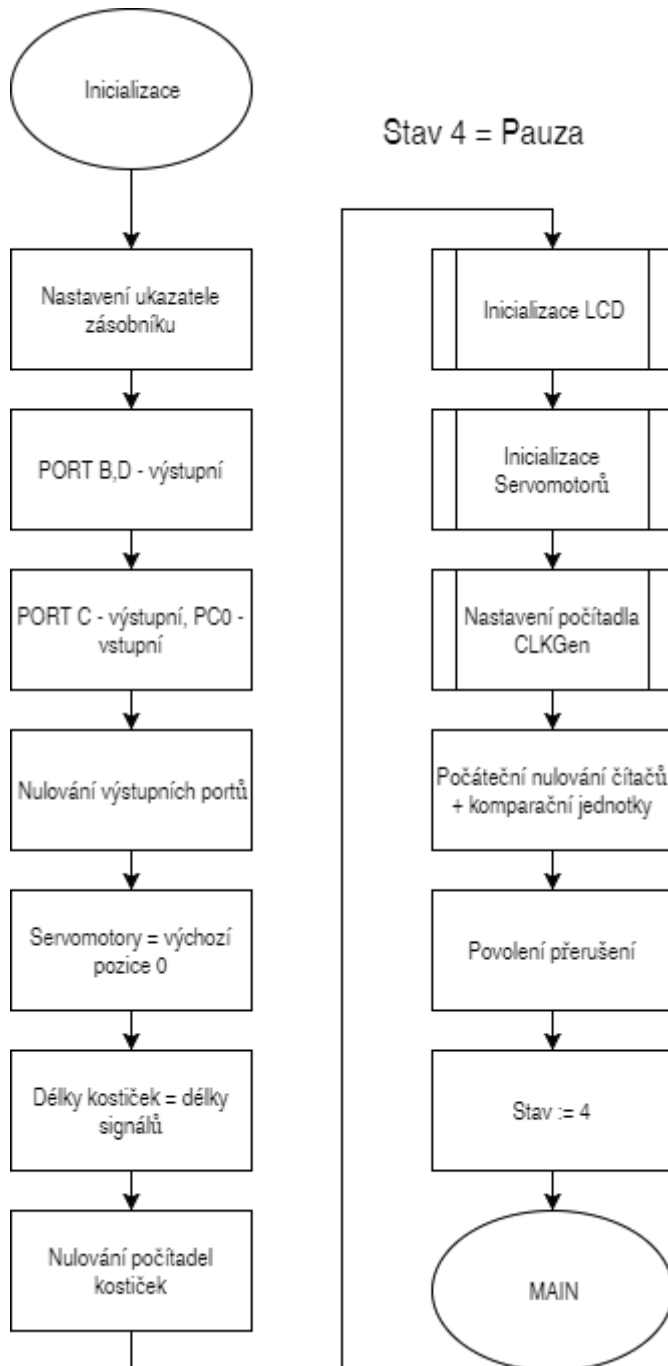 Inicializace
Nastavení ukazatele
zásobníku
PORT B,D - výstupní
PORT C - výstupní, PC0 -
vstupní
Nulování výstupních portů
Servomotory = výchozí
pozice 0
Délky kostiček = délky
signálů
Nulování počítadel
kostiček
Stav 4 = Pauza
Inicializace LCD
Inicializace
Servomotorů
Nastavení počítadla
CLKGen
Počáteční nulování čítačů
+ komparační jednotky
Povolení přerušení
Stav := 4
MAIN